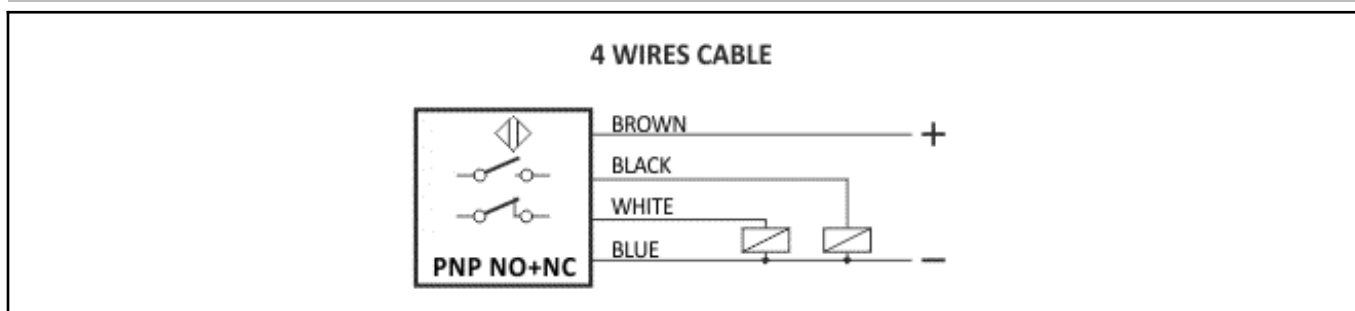 4 WIRES CABLE
BROWN
+
BLACK
WHITE
BLUE
−
PNP NO+NC